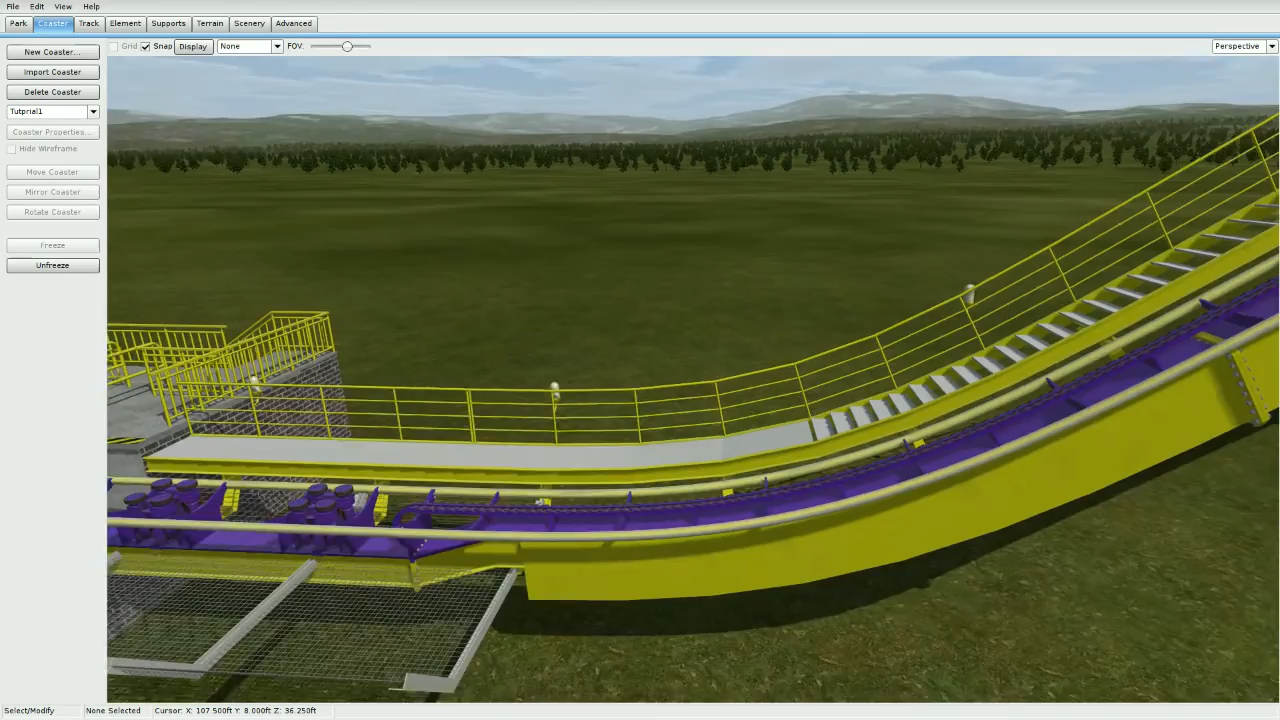 File Edit View Help
Park Coaster Track Element Supports Terrain Scenery Advanced
New Coaster... Grid Snap Display None FOV: Perspective
Import Coaster
Delete Coaster
Tutprial1
Coaster Properties...
Hide Wireframe
Move Coaster
Mirror Coaster
Rotate Coaster
Freeze
Unfreeze
Select/Modify None Selected Cursor: X: 107.500ft Y: 8.000ft Z: 36.250ft